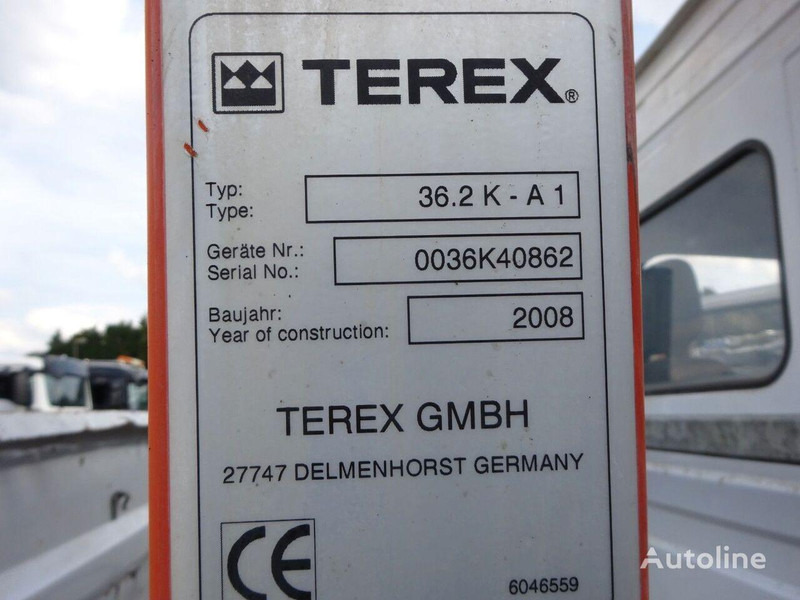 TEREX®
Typ:
Type:
36.2 K - A 1
Geräte Nr.:
Serial No.:
0036K40862
Baujahr:
Year of construction:
2008
TEREX GMBH
27747 DELMENHORST GERMANY
CE
6046559
Autoline